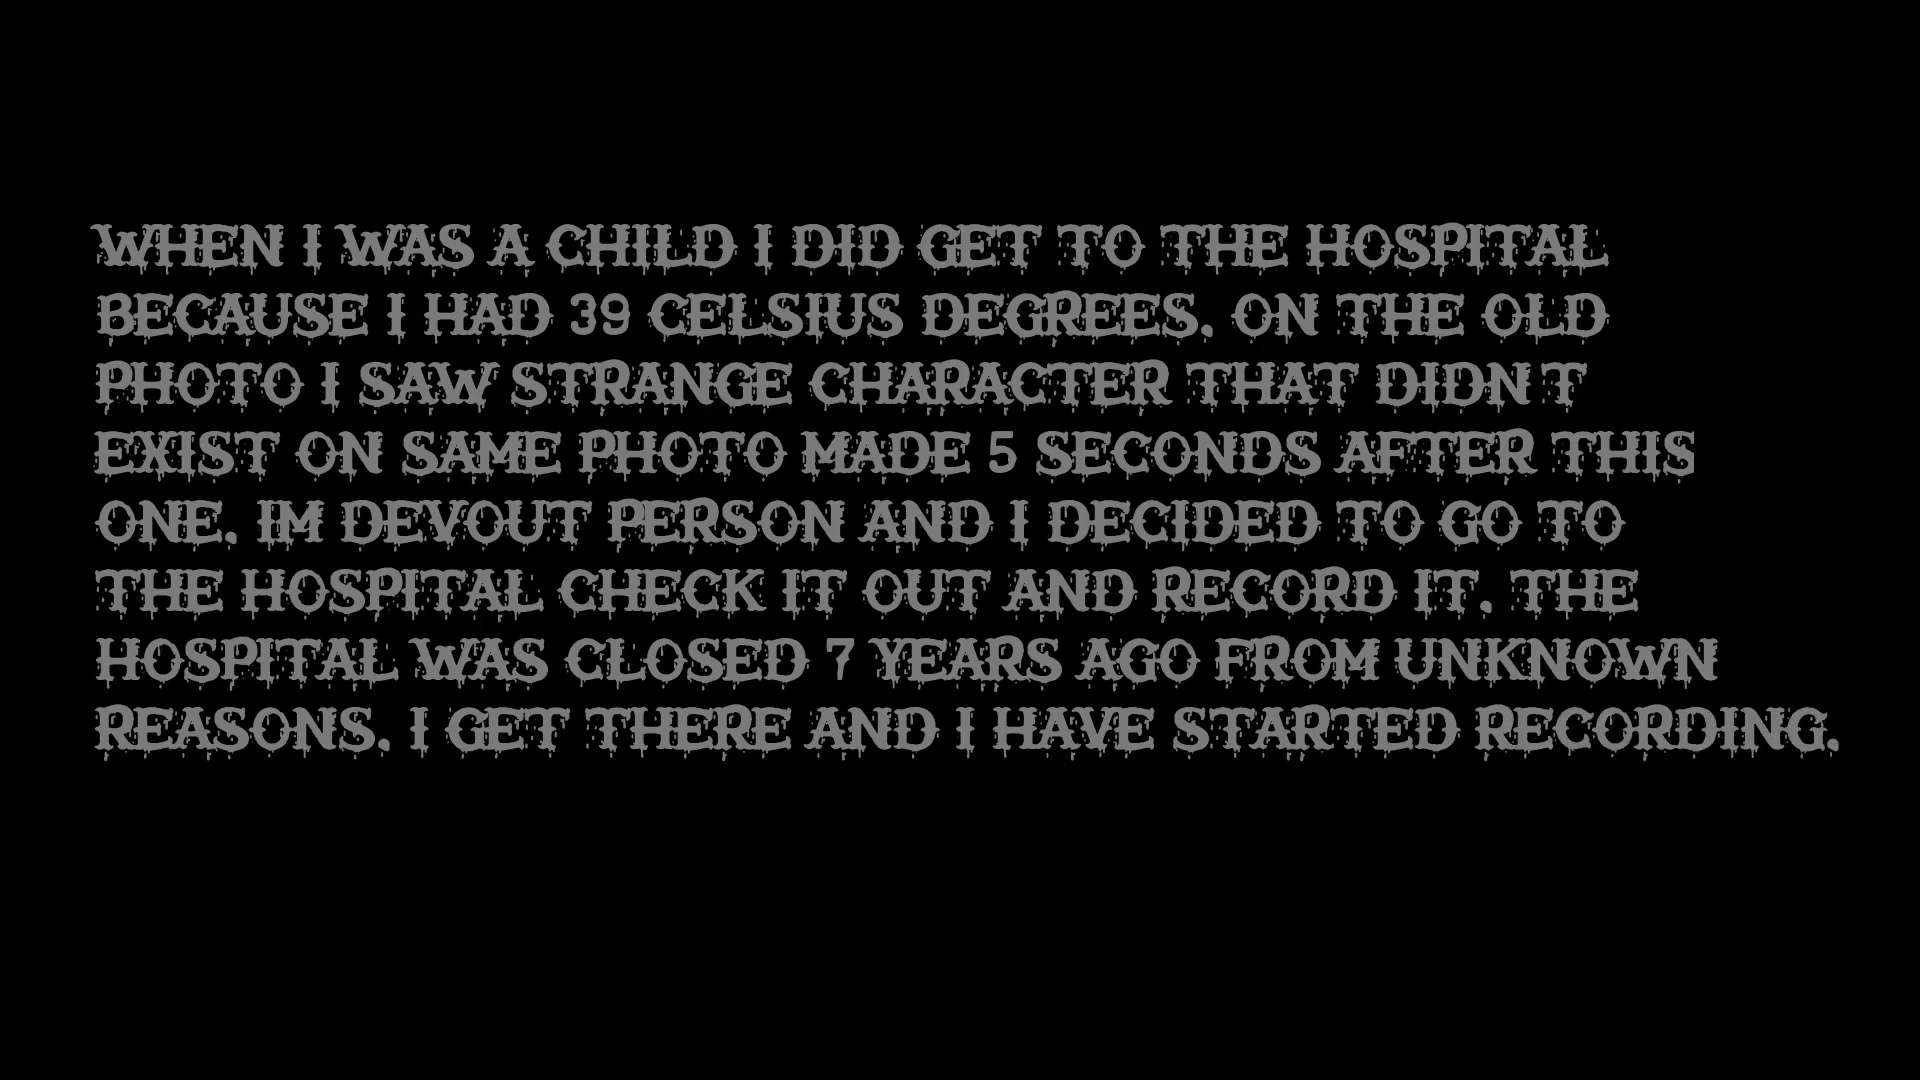 WHEN I WAS A CHILD I DID GET TO THE HOSPITAL
BECAUSE I HAD 39 CELSIUS DEGREES. ON THE OLD
PHOTO I SAW STRANGE CHARACTER THAT DIDN T
EXIST ON SAME PHOTO MADE 5 SECONDS AFTER THIS
ONE. IM DEVOUT PERSON AND I DECIDED TO GO TO
THE HOSPITAL CHECK IT OUT AND RECORD IT. THE
HOSPITAL WAS CLOSED 7 YEARS AGO FROM UNKNOWN
REASONS. I GET THERE AND I HAVE STARTED RECORDING.